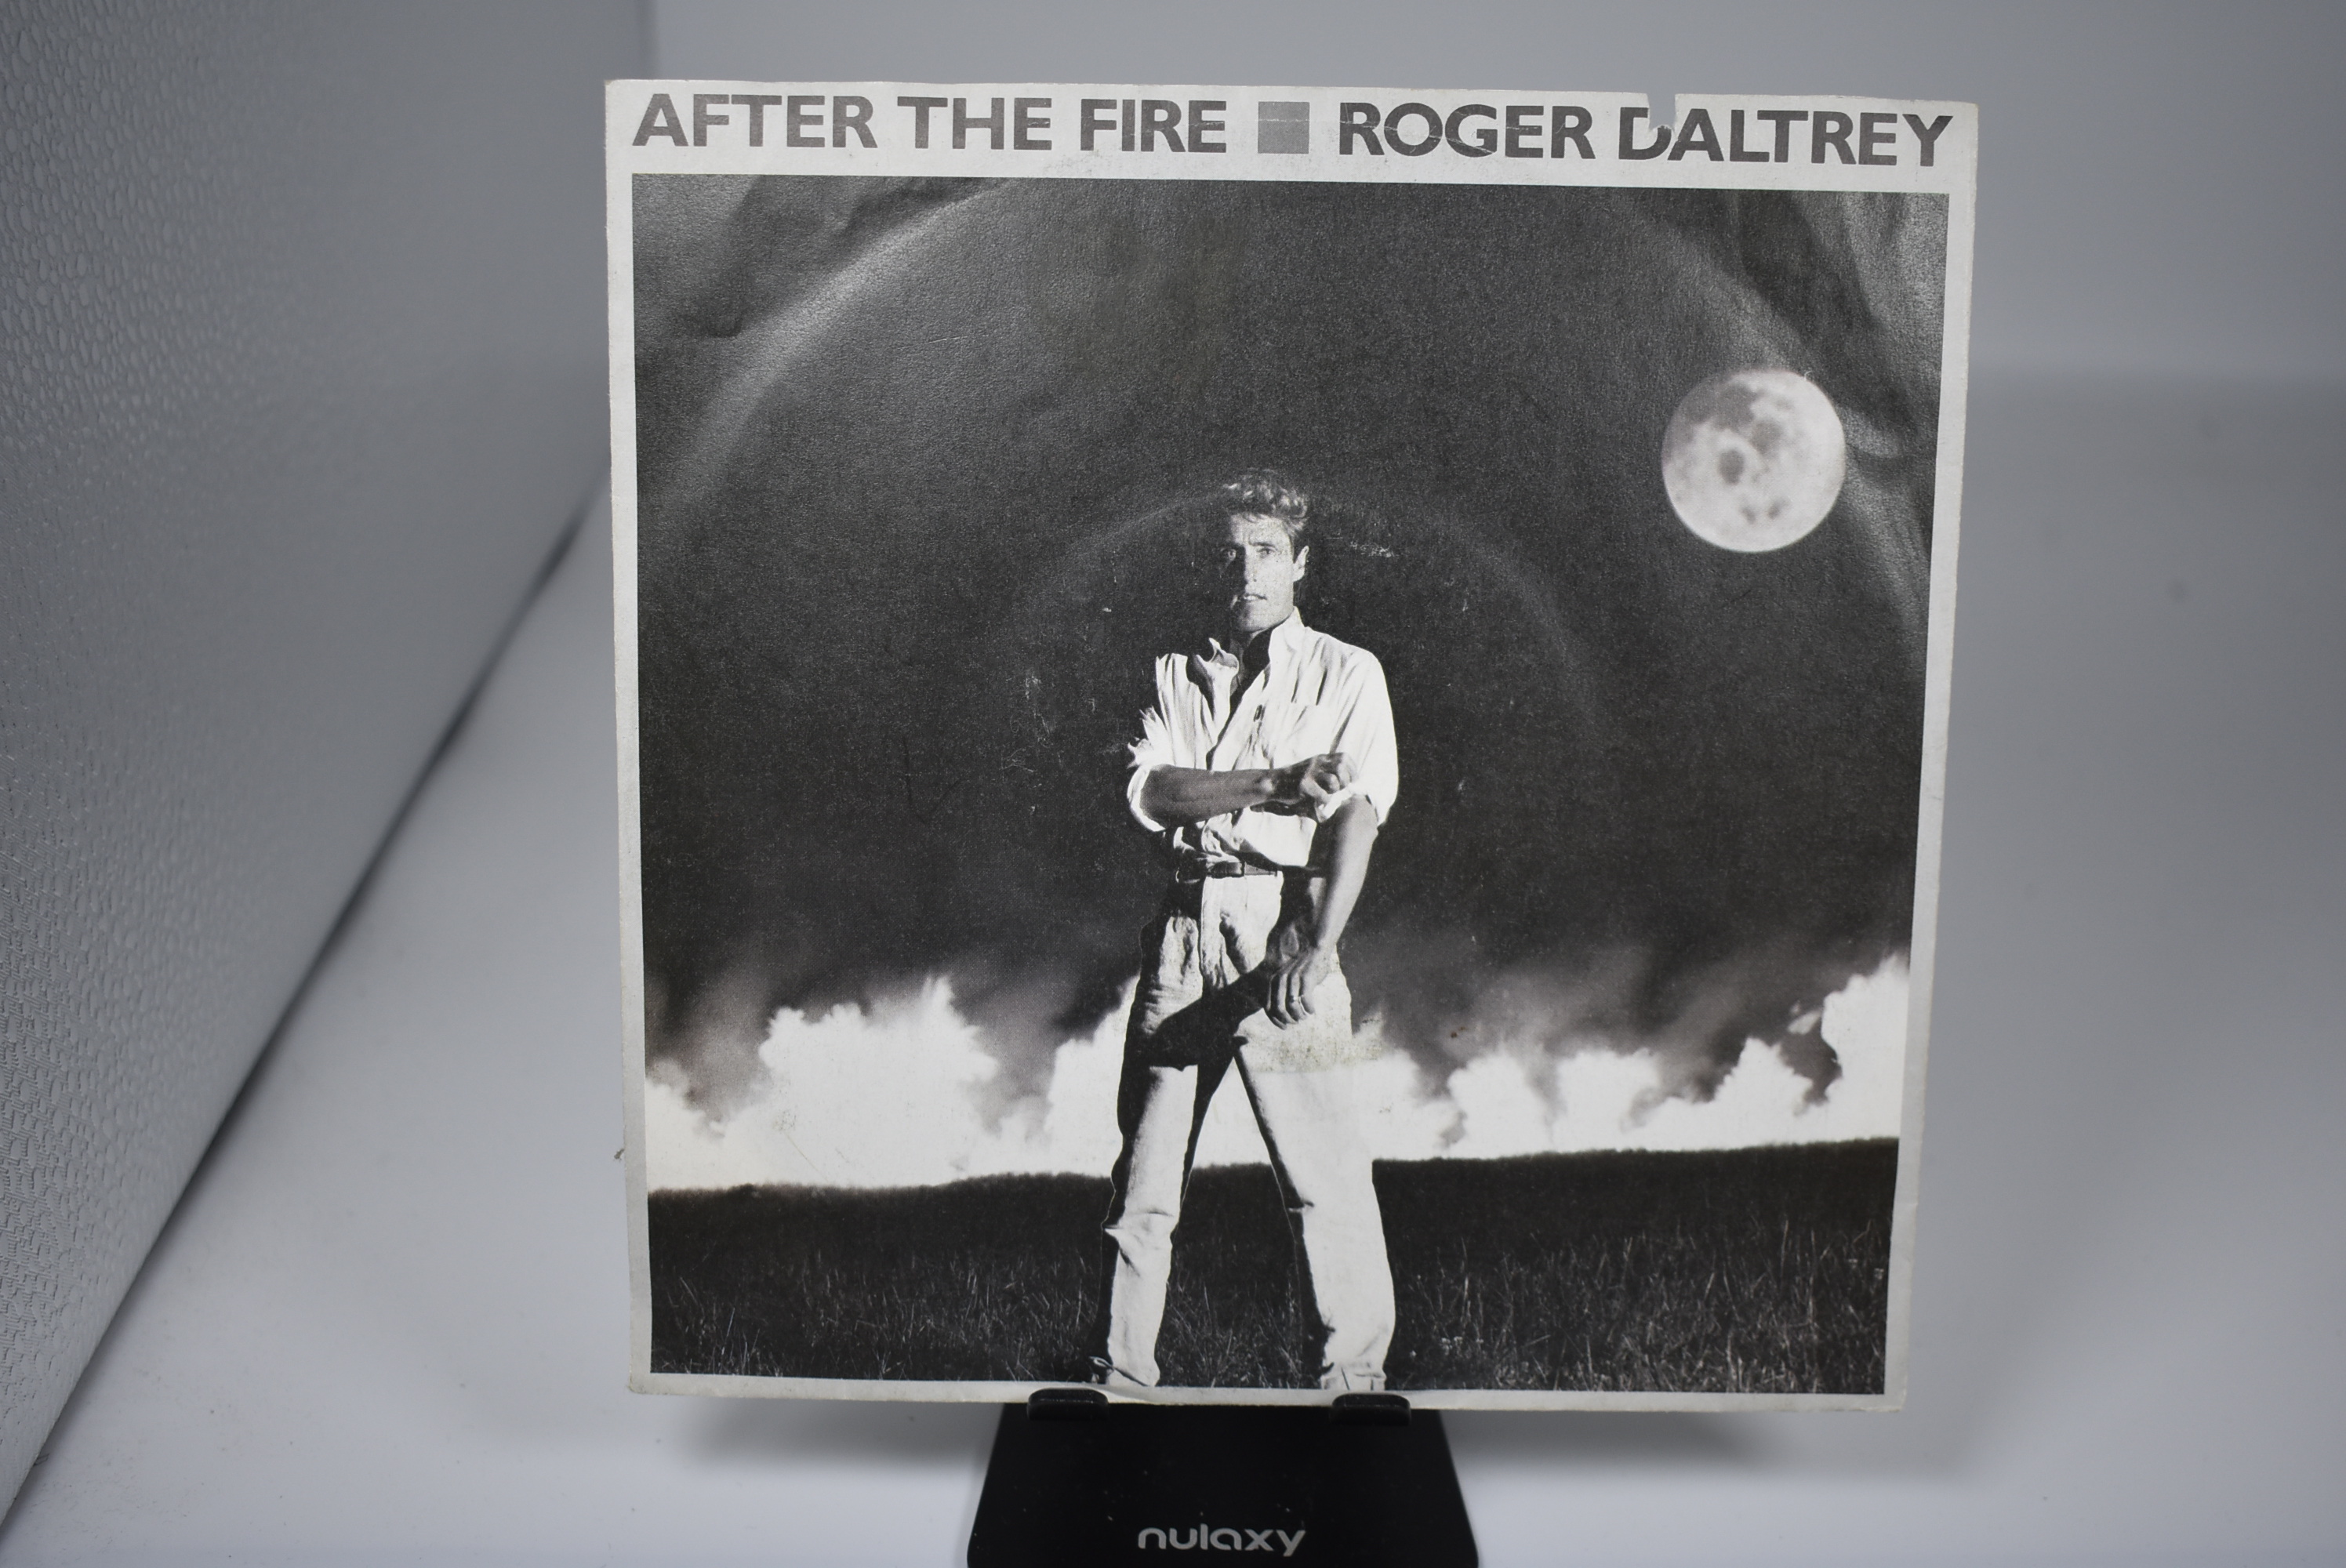 AFTER THE FIRE ■ ROGER DALTREY
nulaxy